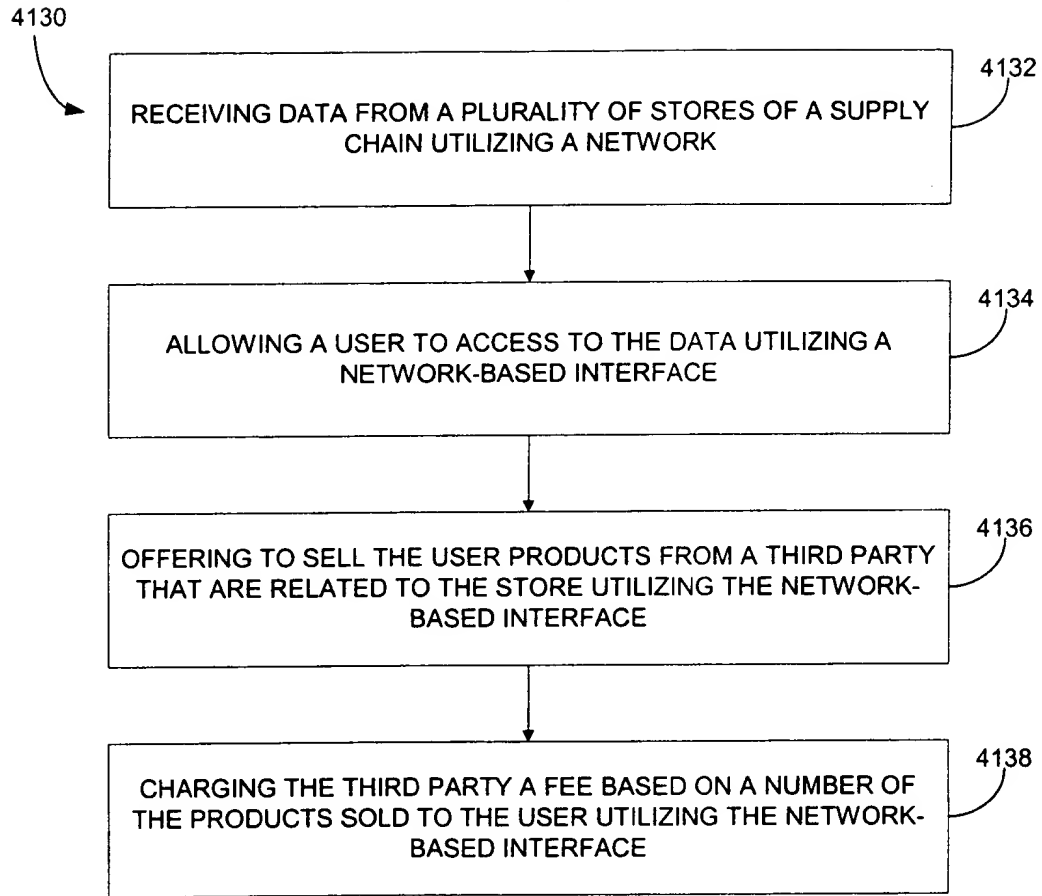 4130
4132
RECEIVING DATA FROM A PLURALITY OF STORES OF A SUPPLY
CHAIN UTILIZING A NETWORK
4134
ALLOWING A USER TO ACCESS TO THE DATA UTILIZING A
NETWORK-BASED INTERFACE
4136
OFFERING TO SELL THE USER PRODUCTS FROM A THIRD PARTY
THAT ARE RELATED TO THE STORE UTILIZING THE NETWORK-
BASED INTERFACE
4138
CHARGING THE THIRD PARTY A FEE BASED ON A NUMBER OF
THE PRODUCTS SOLD TO THE USER UTILIZING THE NETWORK-
BASED INTERFACE